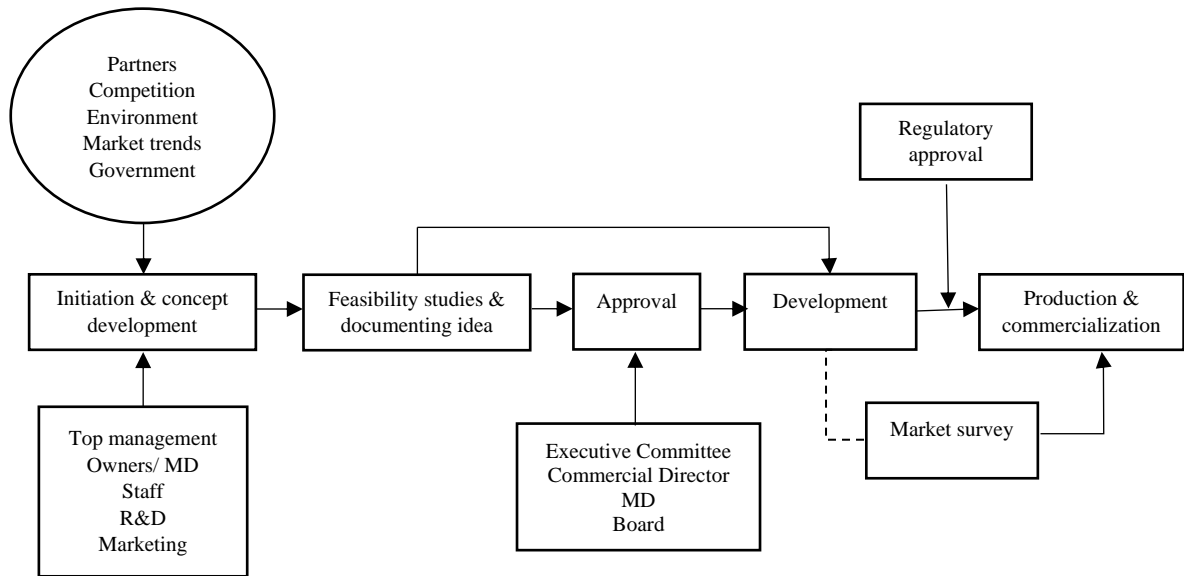 Partners
Competition
Environment
Market trends
Government
Regulatory
approval
Initiation & concept
development
Feasibility studies &
documenting idea
Approval
Development
Production &
commercialization
Top management
Owners/ MD
Staff
R&D
Marketing
Executive Committee
Commercial Director
MD
Board
Market survey